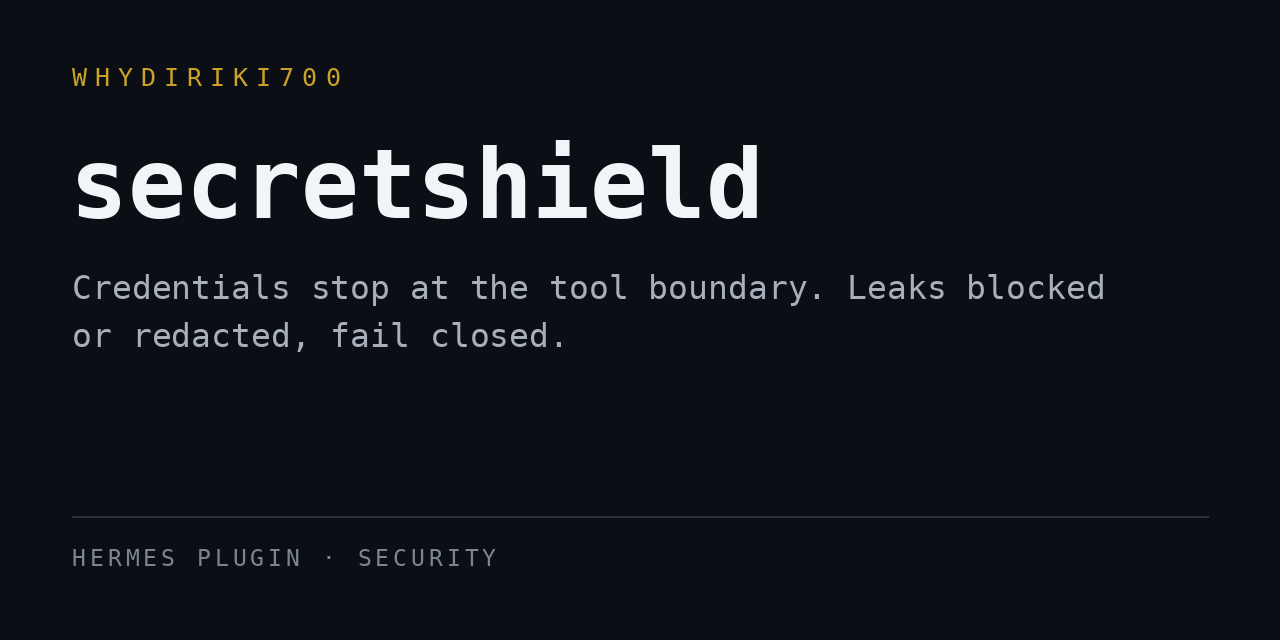 WHYDIRIKI700
secretshield
Credentials stop at the tool boundary. Leaks blocked
or redacted, fail closed.
HERMES PLUGIN · SECURITY